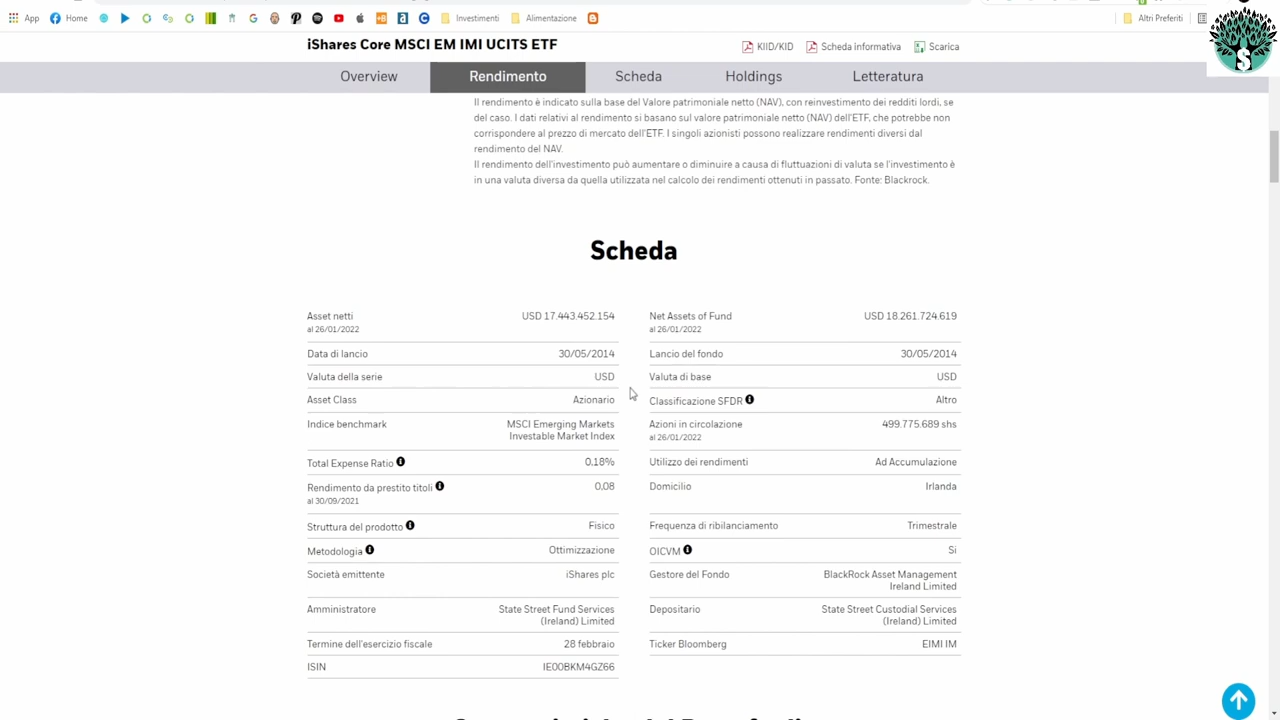 App Home Investimenti Alimentazione Altri Preferiti
iShares Core MSCI EM IMI UCITS ETF
KIID/KID Scheda informativa Scarica
Overview Rendimento Scheda Holdings Letteratura
Il rendimento è indicato sulla base del Valore patrimoniale netto (NAV), con reinvestimento dei redditi lordi, se
del caso. I dati relativi al rendimento si basano sul valore patrimoniale netto (NAV) dell'ETF, che potrebbe non
corrispondere al prezzo di mercato dell'ETF. I singoli azionisti possono realizzare rendimenti diversi dal
rendimento del NAV.
Il rendimento dell'investimento può aumentare o diminuire a causa di fluttuazioni di valuta se l'investimento è
in una valuta diversa da quella utilizzata nel calcolo dei rendimenti ottenuti in passato. Fonte: Blackrock.
Scheda
Asset netti USD 17.443.452.154
al 26/01/2022
Net Assets of Fund USD 18.261.724.619
al 26/01/2022
Data di lancio 30/05/2014
Lancio del fondo 30/05/2014
Valuta della serie USD
Valuta di base USD
Asset Class Azionario
Classificazione SFDR Altro
Indice benchmark MSCI Emerging Markets
Investable Market Index
Azioni in circolazione 499.775.689 shs
al 26/01/2022
Total Expense Ratio 0,18%
Utilizzo dei rendimenti Ad Accumulazione
Rendimento da prestito titoli 0,08
al 30/09/2021
Domicilio Irlanda
Struttura del prodotto Fisico
Frequenza di ribilanciamento Trimestrale
Metodologia Ottimizzazione
OICVM Si
Società emittente iShares plc
Gestore del Fondo BlackRock Asset Management
Ireland Limited
Amministratore State Street Fund Services
(Ireland) Limited
Depositario State Street Custodial Services
(Ireland) Limited
Termine dell'esercizio fiscale 28 febbraio
Ticker Bloomberg EIMI IM
ISIN IE00BKM4GZ66